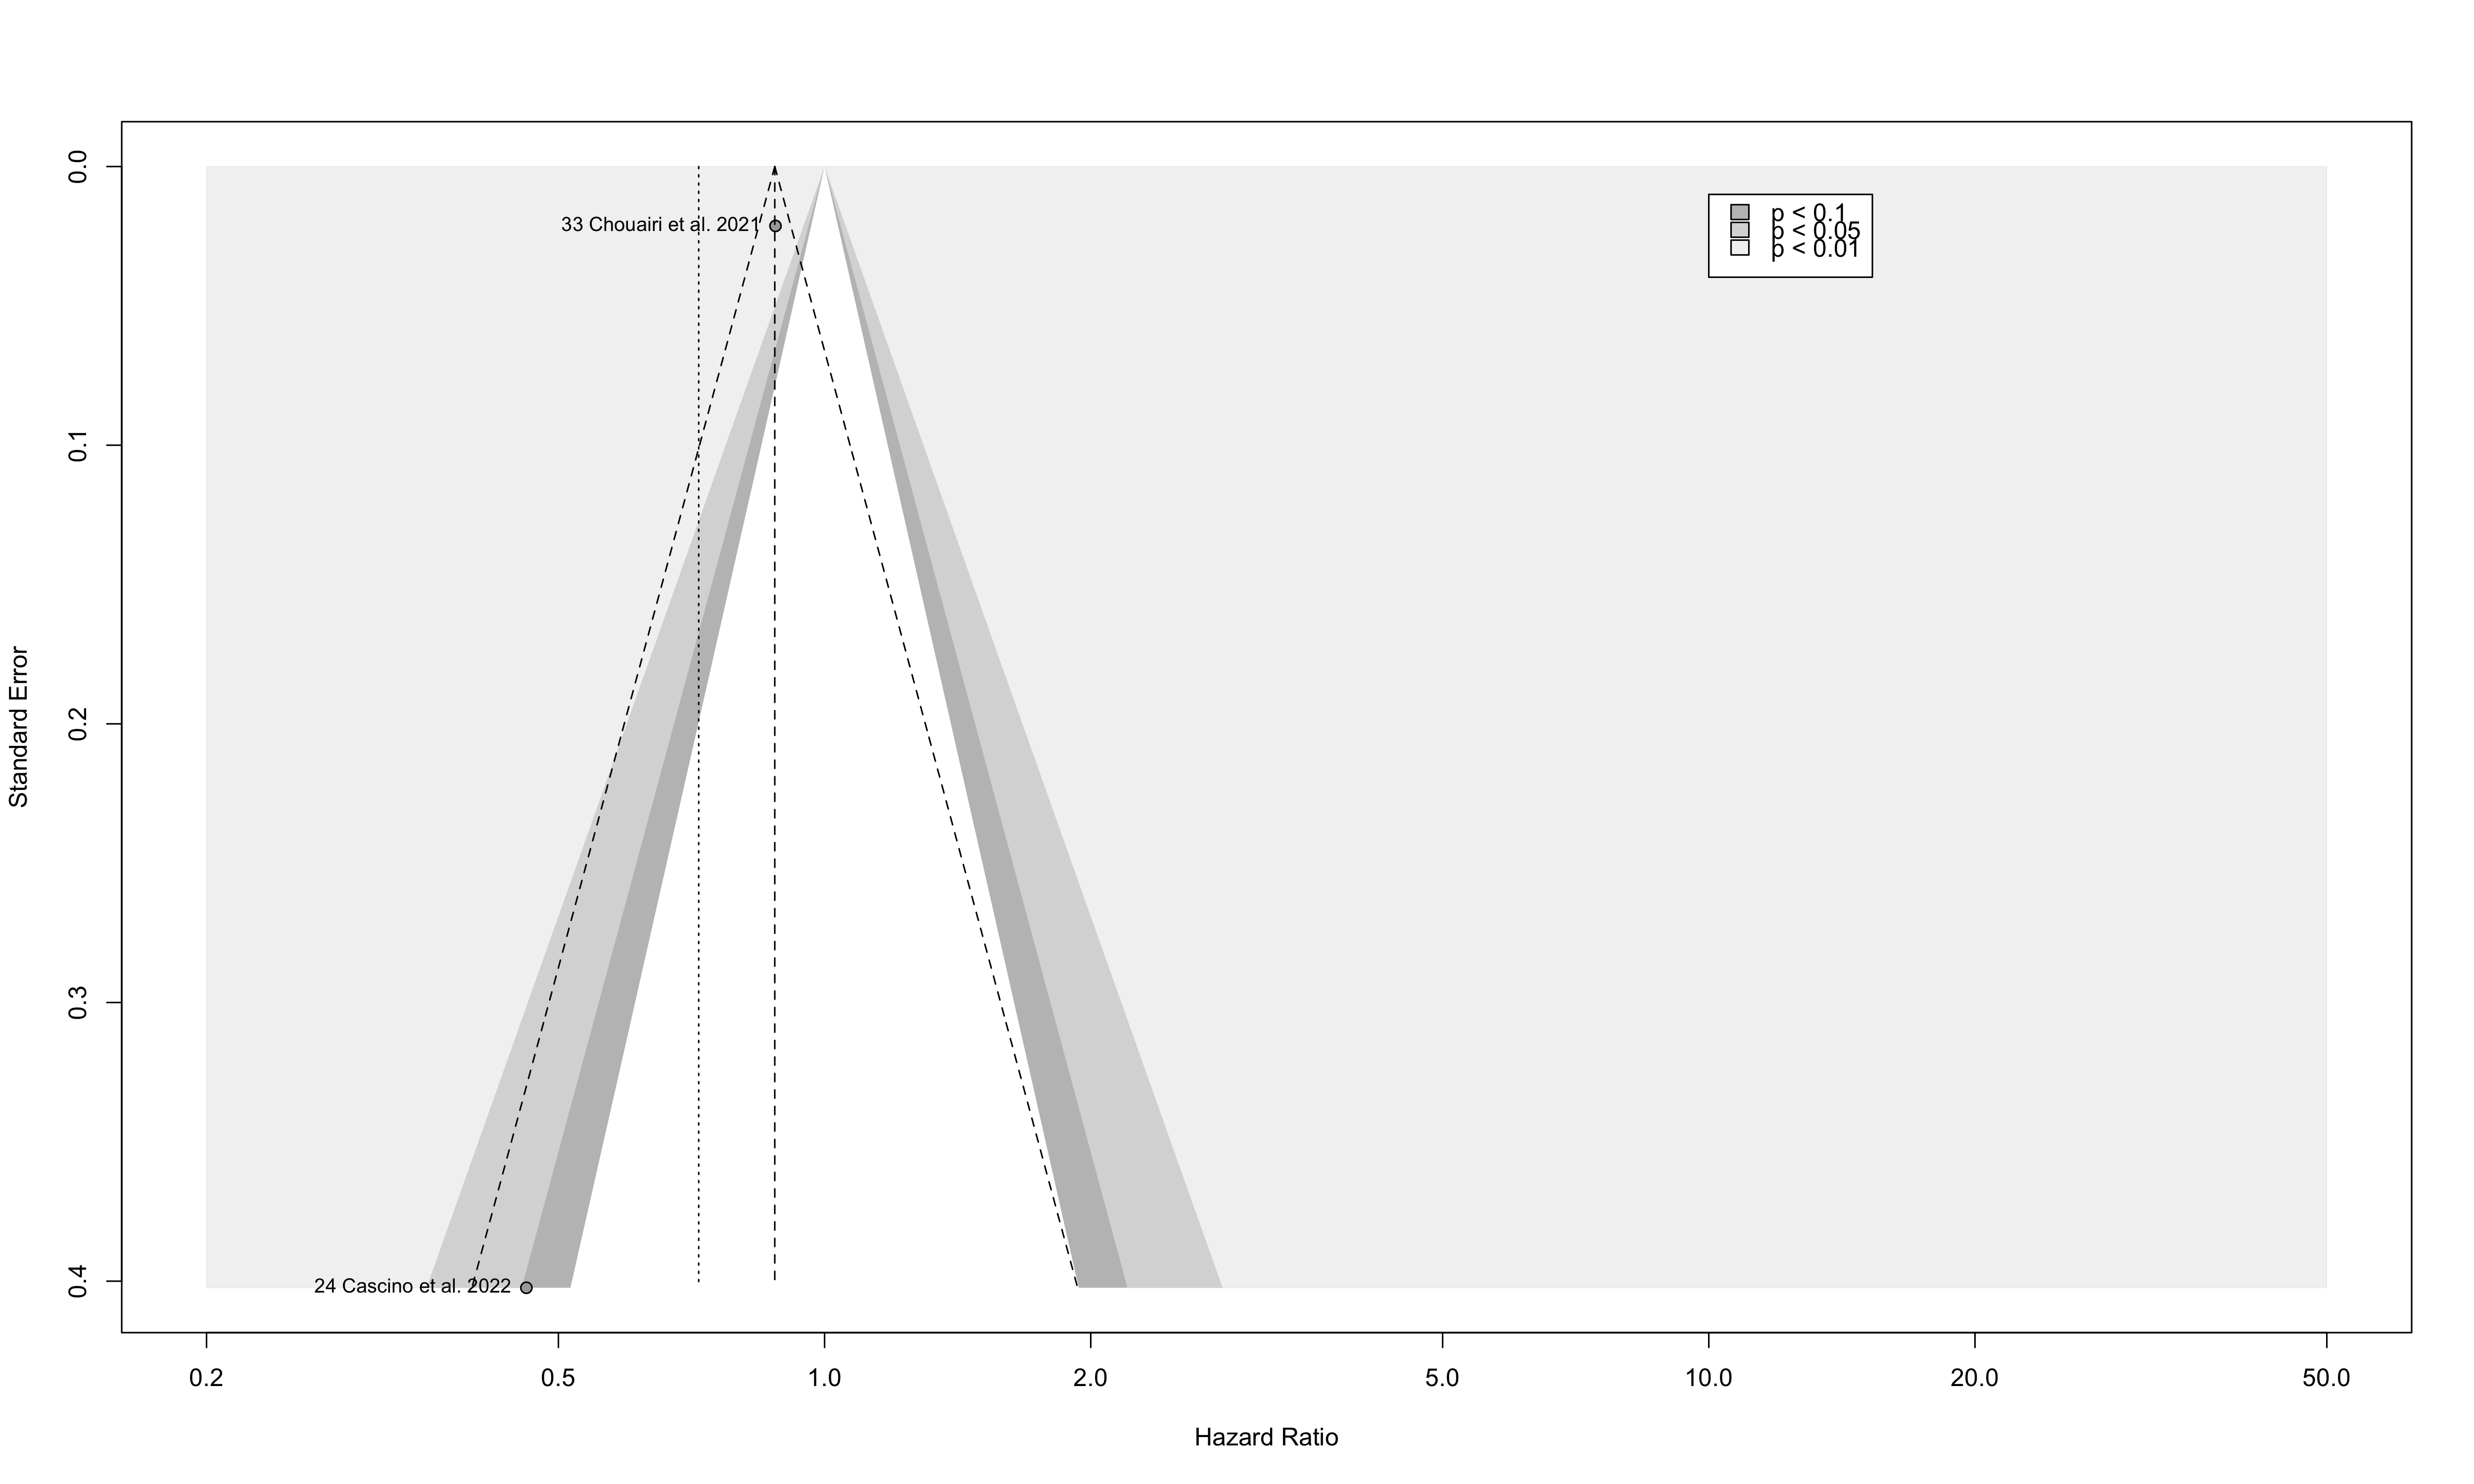 0.0
33 Chouairi et al. 2021
p < 0.1
p < 0.05
p < 0.01
0.1
Standard Error
0.2
0.3
0.4
24 Cascino et al. 2022
0.2 0.5 1.0 2.0 5.0 10.0 20.0 50.0
Hazard Ratio